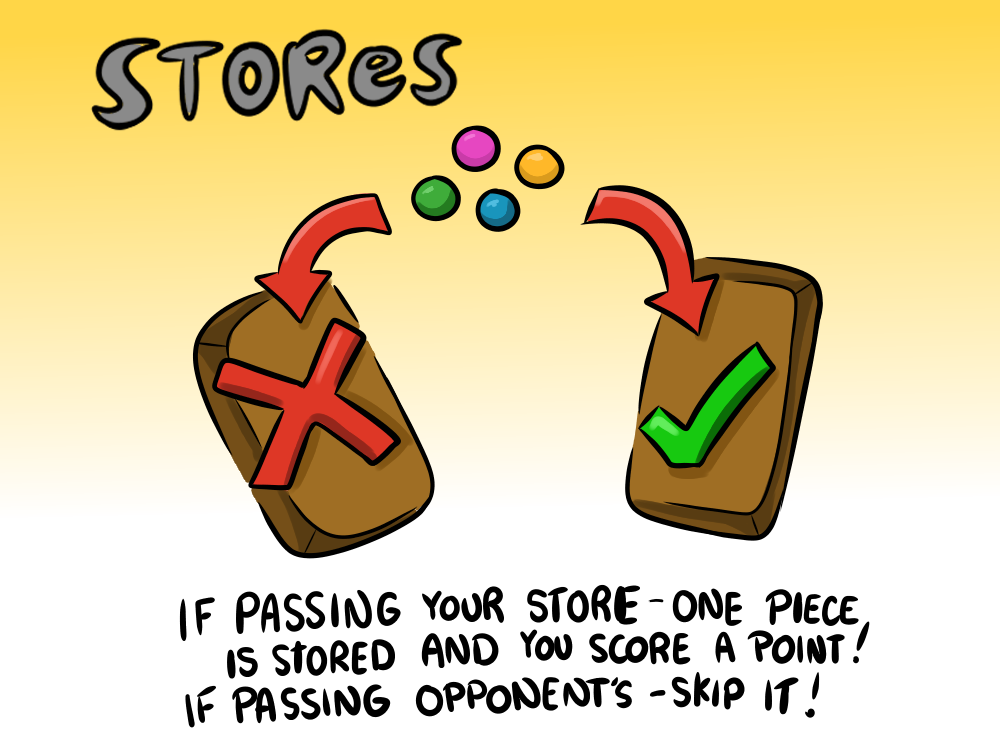 STOReS
IF PASSING YOUR STORE - ONE PIECE
IS STORED AND YOU SCORE A POINT!
IF PASSING OPPONENT'S - SKIP IT!